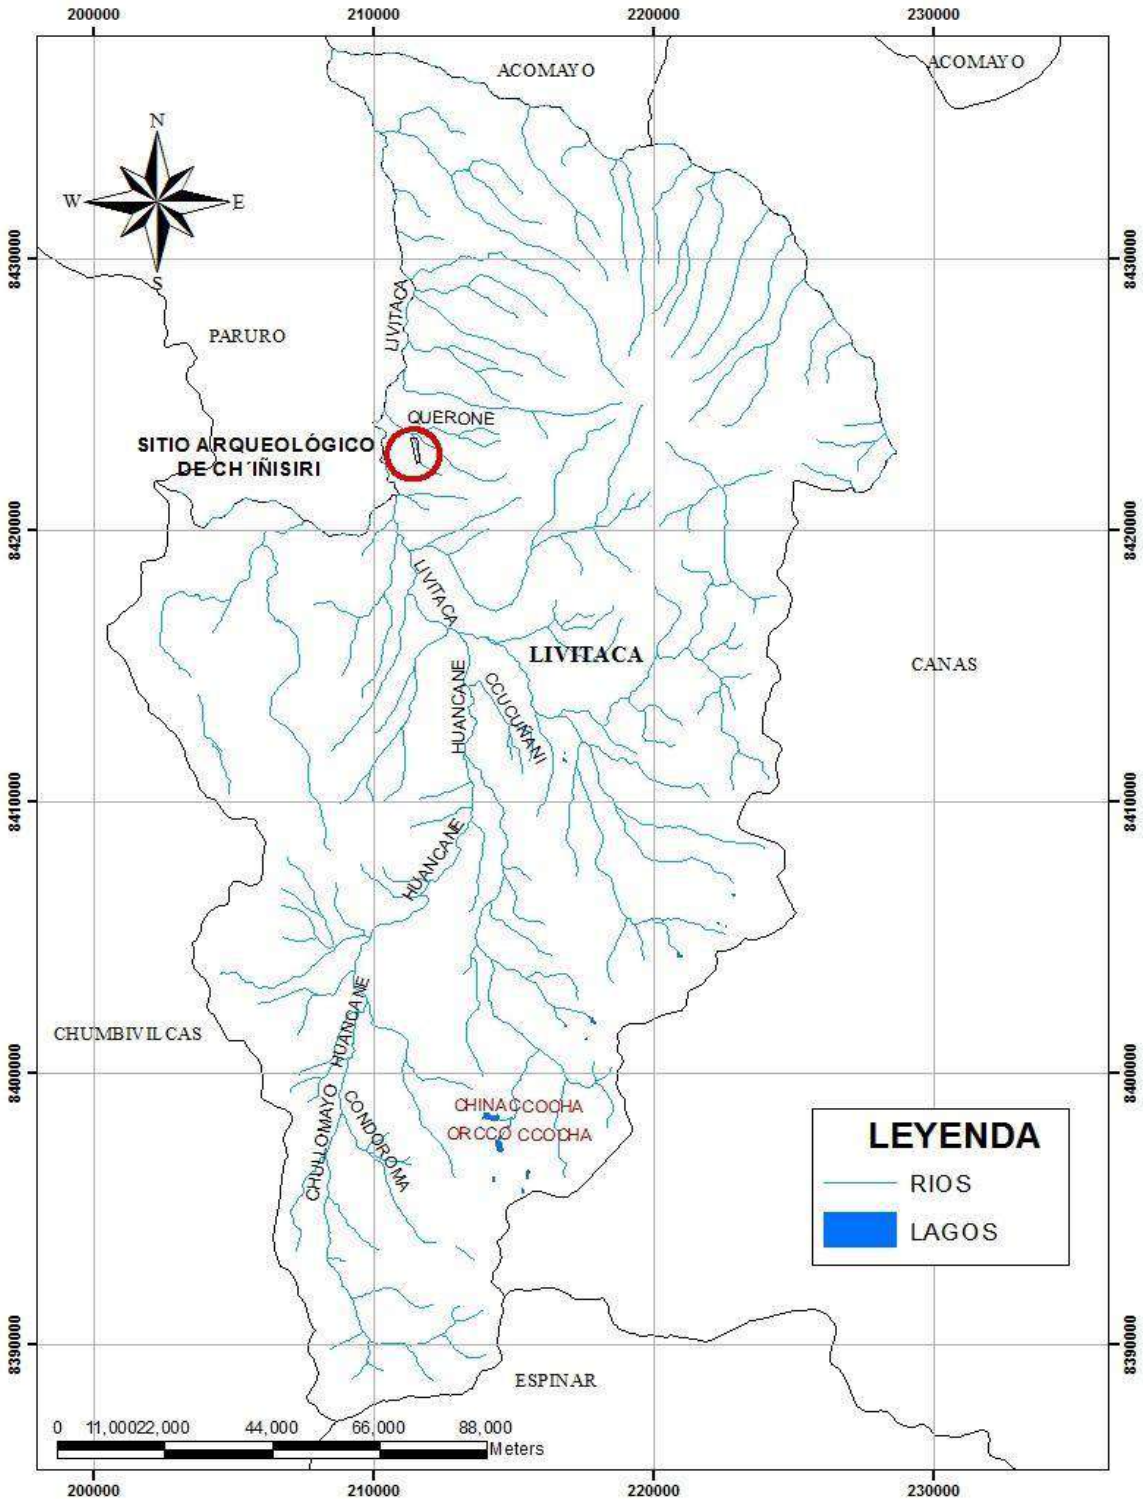 200000
210000
220000
230000
ACOMAYO
ACOMAYO
N
W
E
S
8430000
8430000
LIVITACA
PARURO
QUERONE
SITIO ARQUEOLÓGICO
DE CH´IÑISIRI
8420000
8420000
LIVITACA
LIVITACA
CANAS
HUANCANE
CCUCUÑANI
8410000
8410000
HUANCANE
HUANCANE
CHUMBIVILCAS
8400000
8400000
CHINACCOCHA
ORCCO CCOCHA
CHULLOMAYO
CONDOROMA
LEYENDA
RIOS
LAGOS
8390000
8390000
ESPINAR
0 11,00022,000 44,000 66,000 88,000
Meters
200000
210000
220000
230000